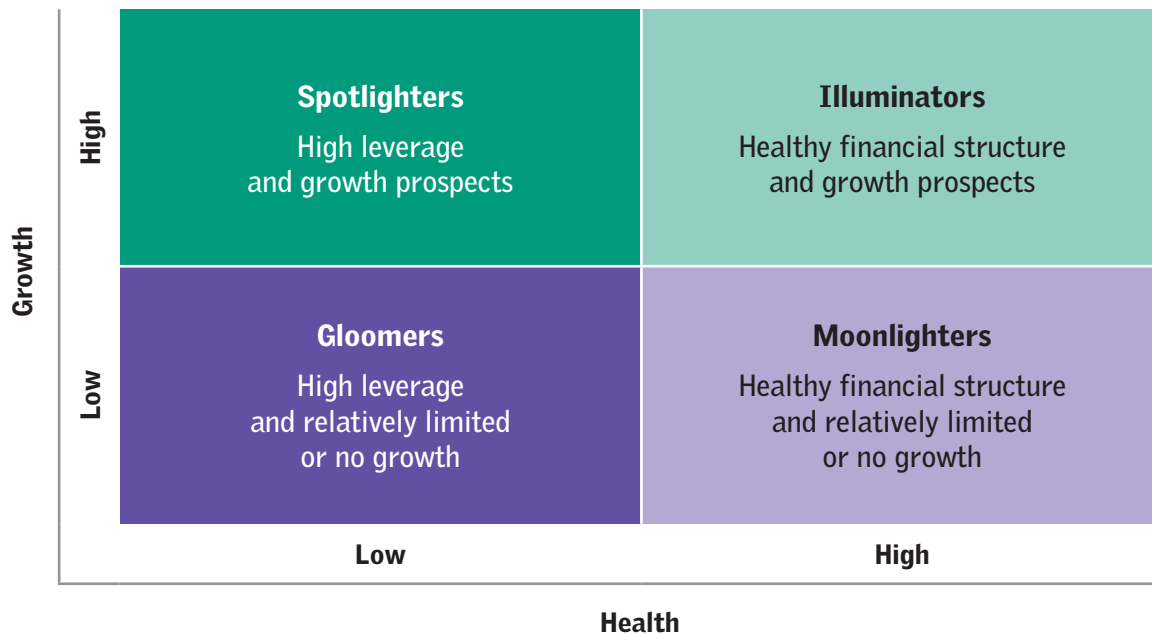 Growth
High
Spotlighters
High leverage
and growth prospects
Illuminators
Healthy financial structure
and growth prospects
Low
Gloomers
High leverage
and relatively limited
or no growth
Moonlighters
Healthy financial structure
and relatively limited
or no growth
Low
High
Health